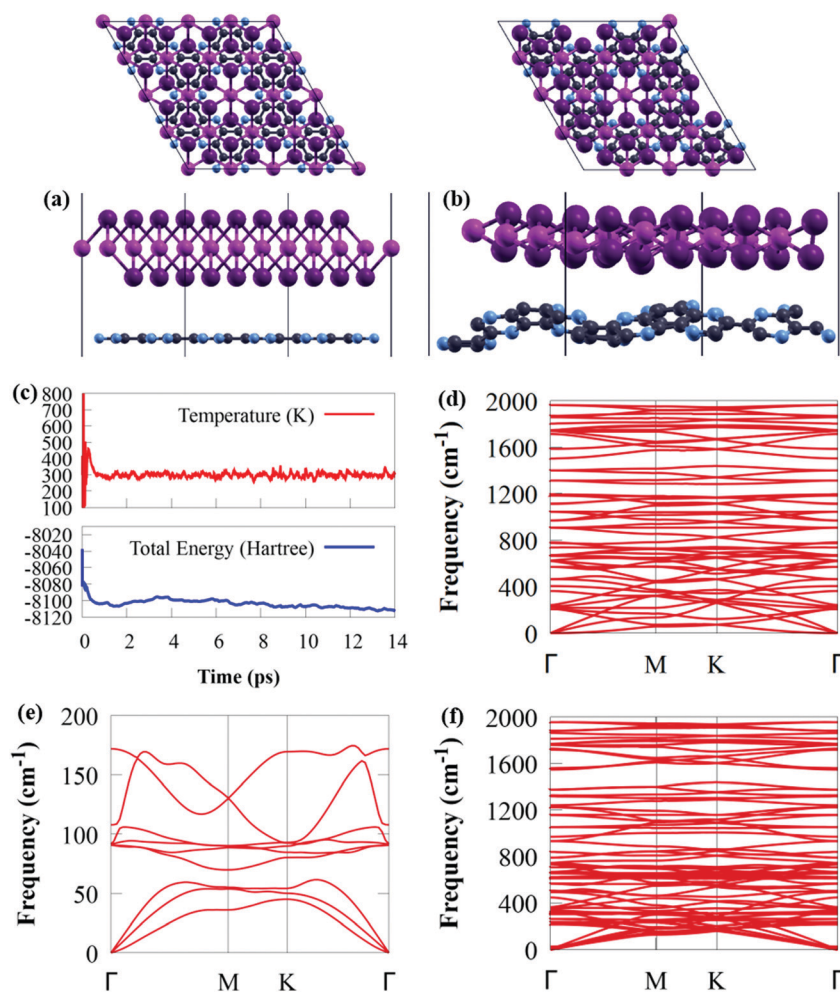 (a)
(b)
(c)
800
700
600
500
400
300
200
100
Temperature (K)
-8020
-8040
-8060
-8080
-8100
-8120
Total Energy (Hartree)
0 2 4 6 8 10 12 14
Time (ps)
(d)
Frequency (cm⁻¹)
2000
1600
1200
800
400
0
Γ M K Γ
(e)
Frequency (cm⁻¹)
200
150
100
50
0
Γ M K Γ
(f)
Frequency (cm⁻¹)
2000
1600
1200
800
400
0
Γ M K Γ